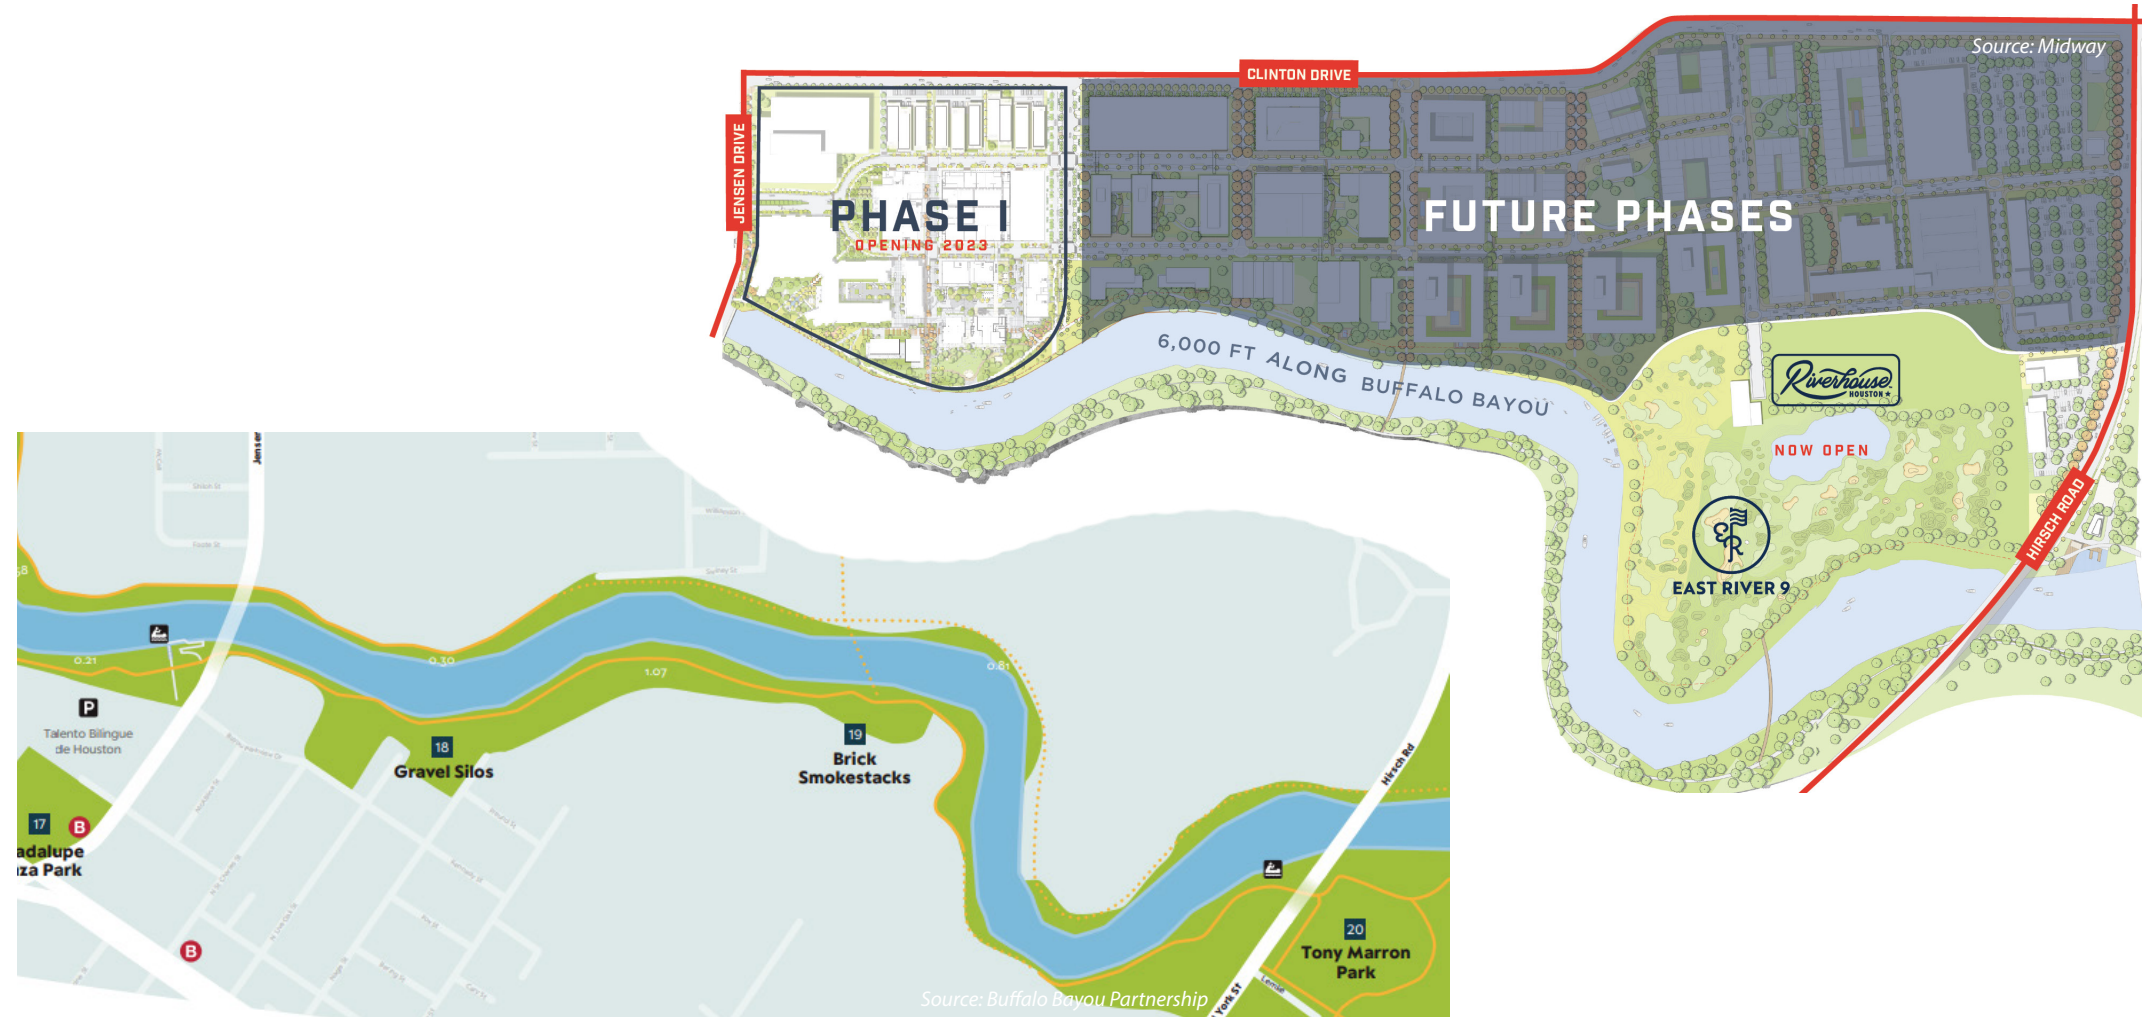 Source: Midway
CLINTON DRIVE
JENSEN DRIVE
PHASE I
OPENING 2023
FUTURE PHASES
6,000 FT ALONG BUFFALO BAYOU
Riverhouse
HOUSTON
NOW OPEN
EAST RIVER 9
HIRSCH ROAD
Jensen
58
0.21
0.30
1.07
0.81
P
Talento Bilingue
de Houston
18
Gravel Silos
19
Brick
Smokestacks
Hirsch Rd
17
B
adalupe
za Park
B
20
Tony Marron
Park
York St
Source: Buffalo Bayou Partnership